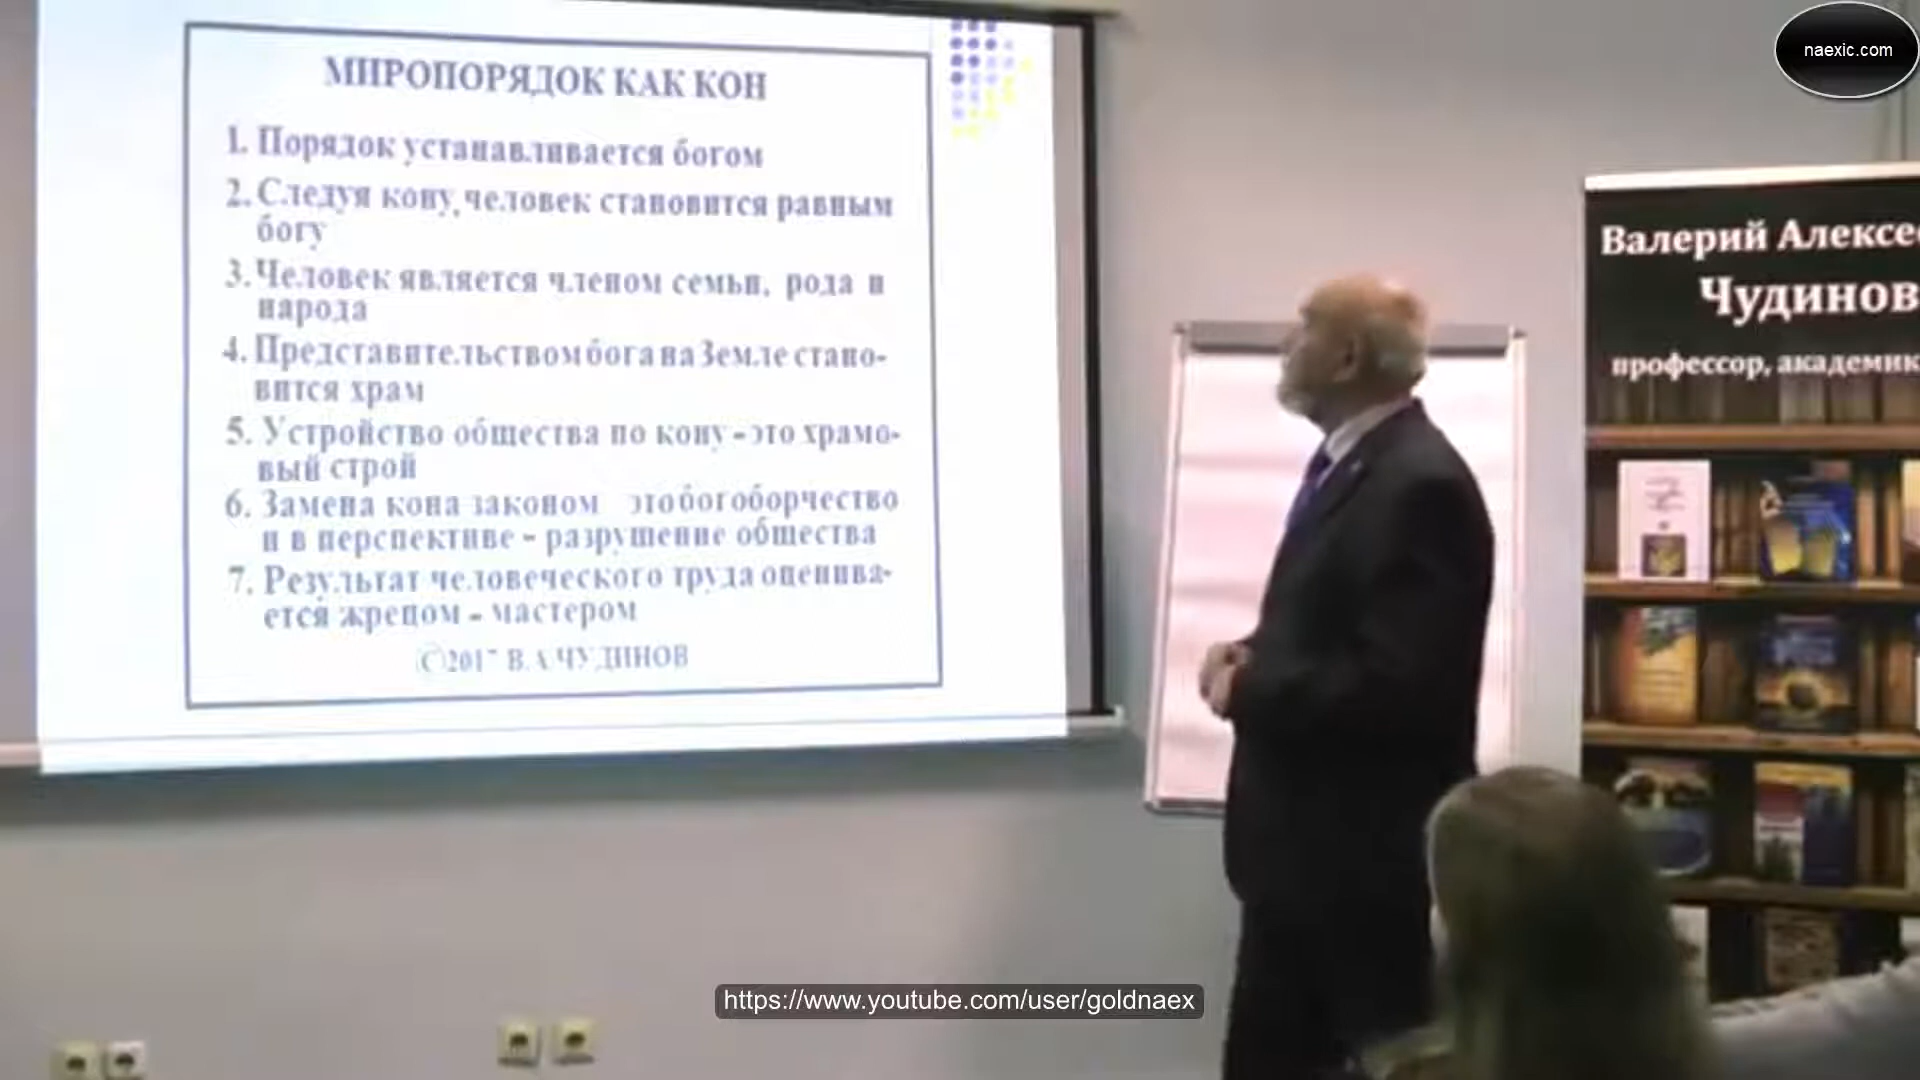 МИРОПОРЯДОК КАК КОН
1. Порядок устанавливается богом
2. Следуя кону, человек становится равным
богу
3. Человек является членом семьи, рода и
народа
4. Представительством бога на Земле стано-
вится храм
5. Устройство общества по кону - это храмо-
вый строй
6. Замена кона законом это богоборчество
и в перспективе - разрушение общества
7. Результат человеческого труда оценива-
ется жрецом - мастером
©2017 В.А.ЧУДИНОВ
naexic.com
Валерий Алексе
Чудинов
профессор, академик
https://www.youtube.com/user/goldnaex